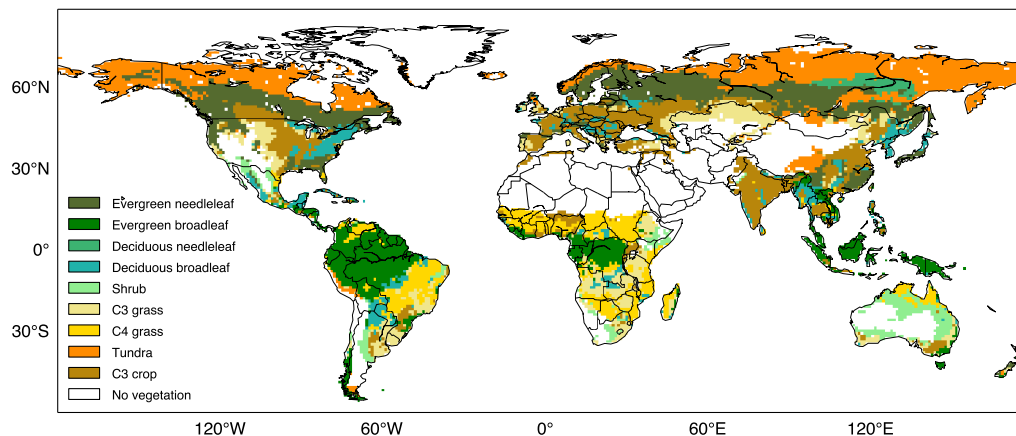 60°N
30°N
0°
30°S
Evergreen needleleaf
Evergreen broadleaf
Deciduous needleleaf
Deciduous broadleaf
Shrub
C3 grass
C4 grass
Tundra
C3 crop
No vegetation
120°W
60°W
0°
60°E
120°E